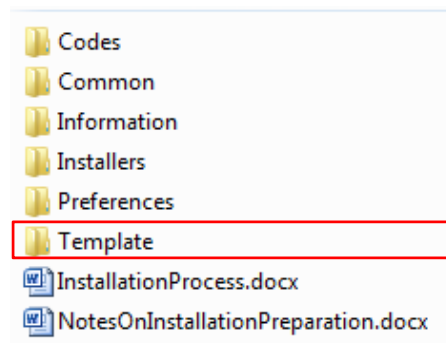 Codes
Common
Information
Installers
Preferences
Template
InstallationProcess.docx
NotesOnInstallationPreparation.docx